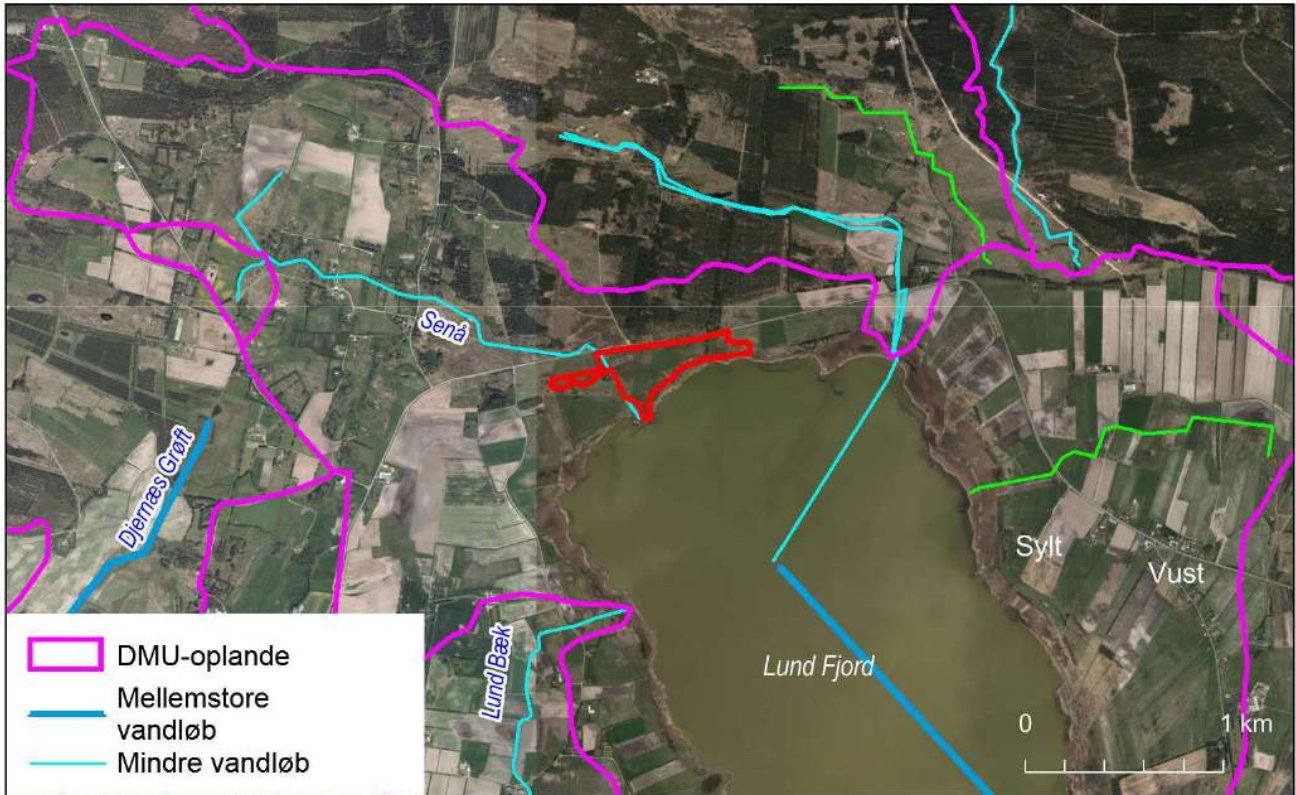 Senå
Djernæs Grøft
Sylt
Vust
Lund Fjord
Lund Bæk
0 1 km
DMU-oplande
Mellemstore
vandløb
Mindre vandløb